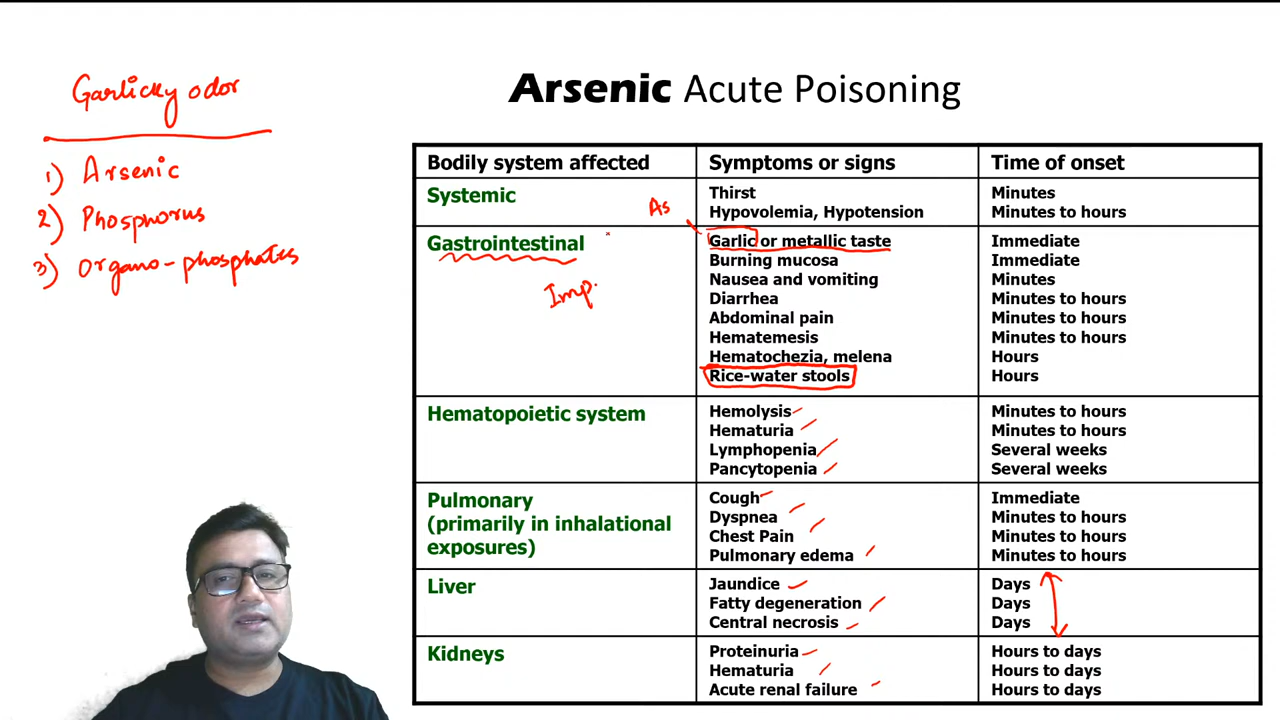 Garlicky odor
1) Arsenic
2) Phosphorus
3) Organo-phosphates
Arsenic Acute Poisoning
Bodily system affected Symptoms or signs Time of onset
Systemic Thirst Minutes
Hypovolemia, Hypotension Minutes to hours
As
Gastrointestinal Garlic or metallic taste Immediate
Burning mucosa Immediate
Imp. Nausea and vomiting Minutes
Diarrhea Minutes to hours
Abdominal pain Minutes to hours
Hematemesis Minutes to hours
Hematochezia, melena Hours
Rice-water stools Hours
Hematopoietic system Hemolysis Minutes to hours
Hematuria Minutes to hours
Lymphopenia Several weeks
Pancytopenia Several weeks
Pulmonary Cough Immediate
(primarily in inhalational Dyspnea Minutes to hours
exposures) Chest Pain Minutes to hours
Pulmonary edema Minutes to hours
Liver Jaundice Days
Fatty degeneration Days
Central necrosis Days
Kidneys Proteinuria Hours to days
Hematuria Hours to days
Acute renal failure Hours to days